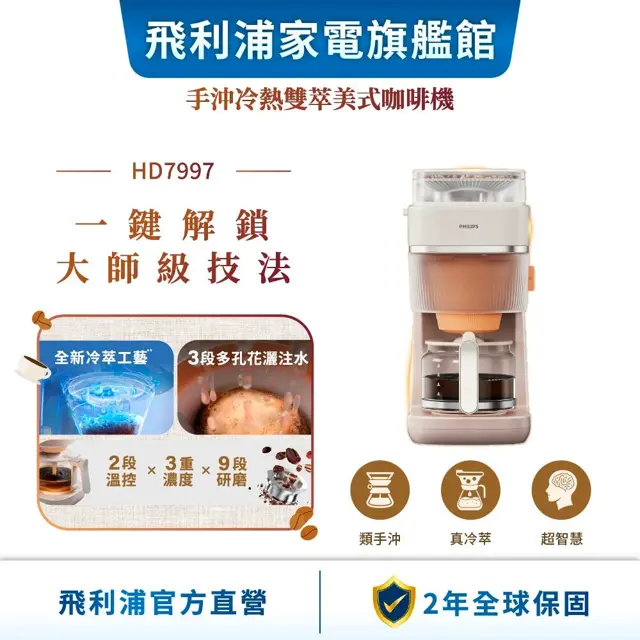 飛利浦家電旗艦館
手沖冷熱雙萃美式咖啡機
HD7997
一鍵解鎖
大師級技法
PHILIPS
全新冷萃工藝
3段多孔花灑注水
2段溫控×3重濃度×9段研磨
類手沖
真冷萃
超智慧
飛利浦官方直營
2年全球保固